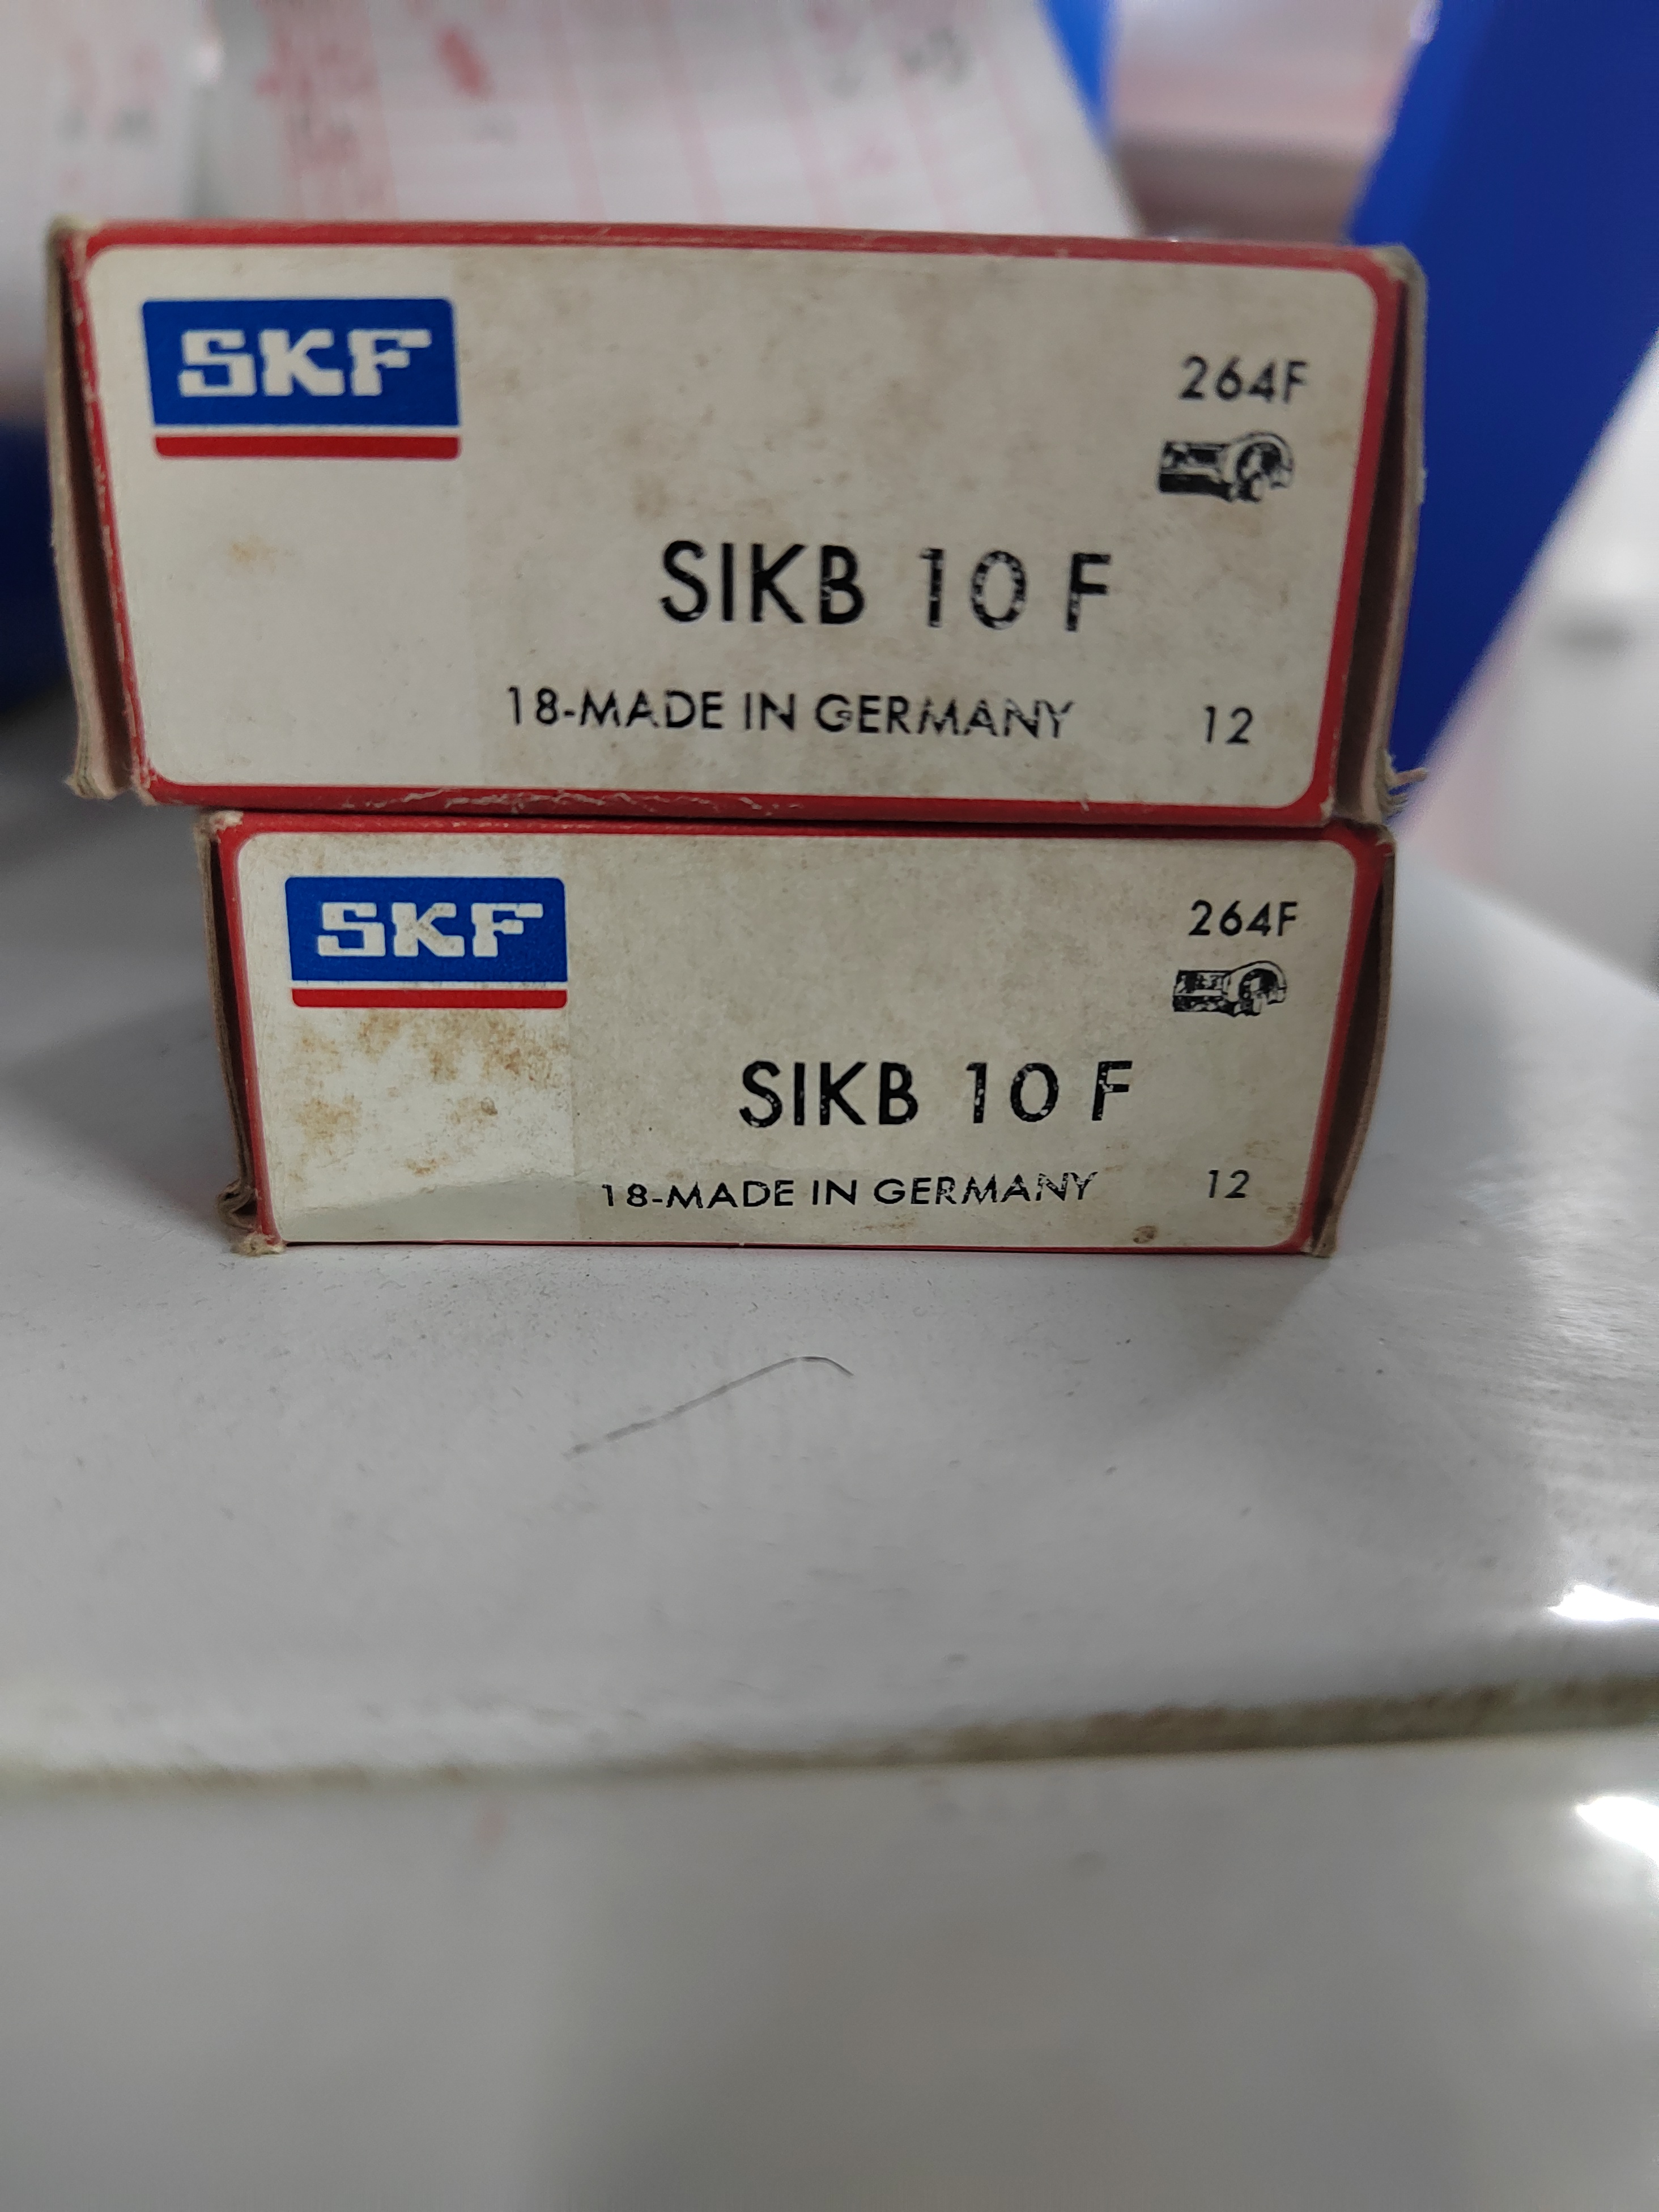 SKF
264F
SIKB 10 F
18-MADE IN GERMANY 12
SKF
264F
SIKB 10 F
18-MADE IN GERMANY 12